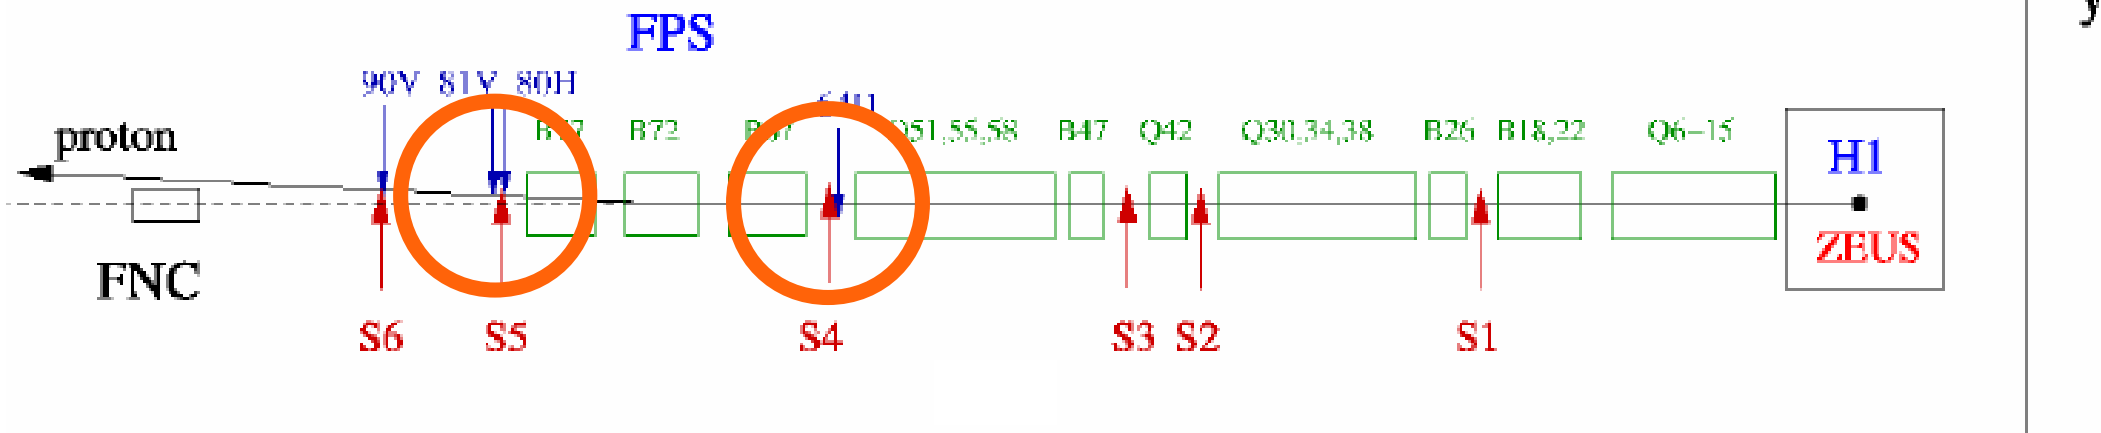 FPS
90V 81V 80H
proton
B72 Q51,55,58 B47 Q42 Q30,34,38 B26 B18,22 Q6-15
H1
ZEUS
FNC
S6 S5 S4 S3 S2 S1
y